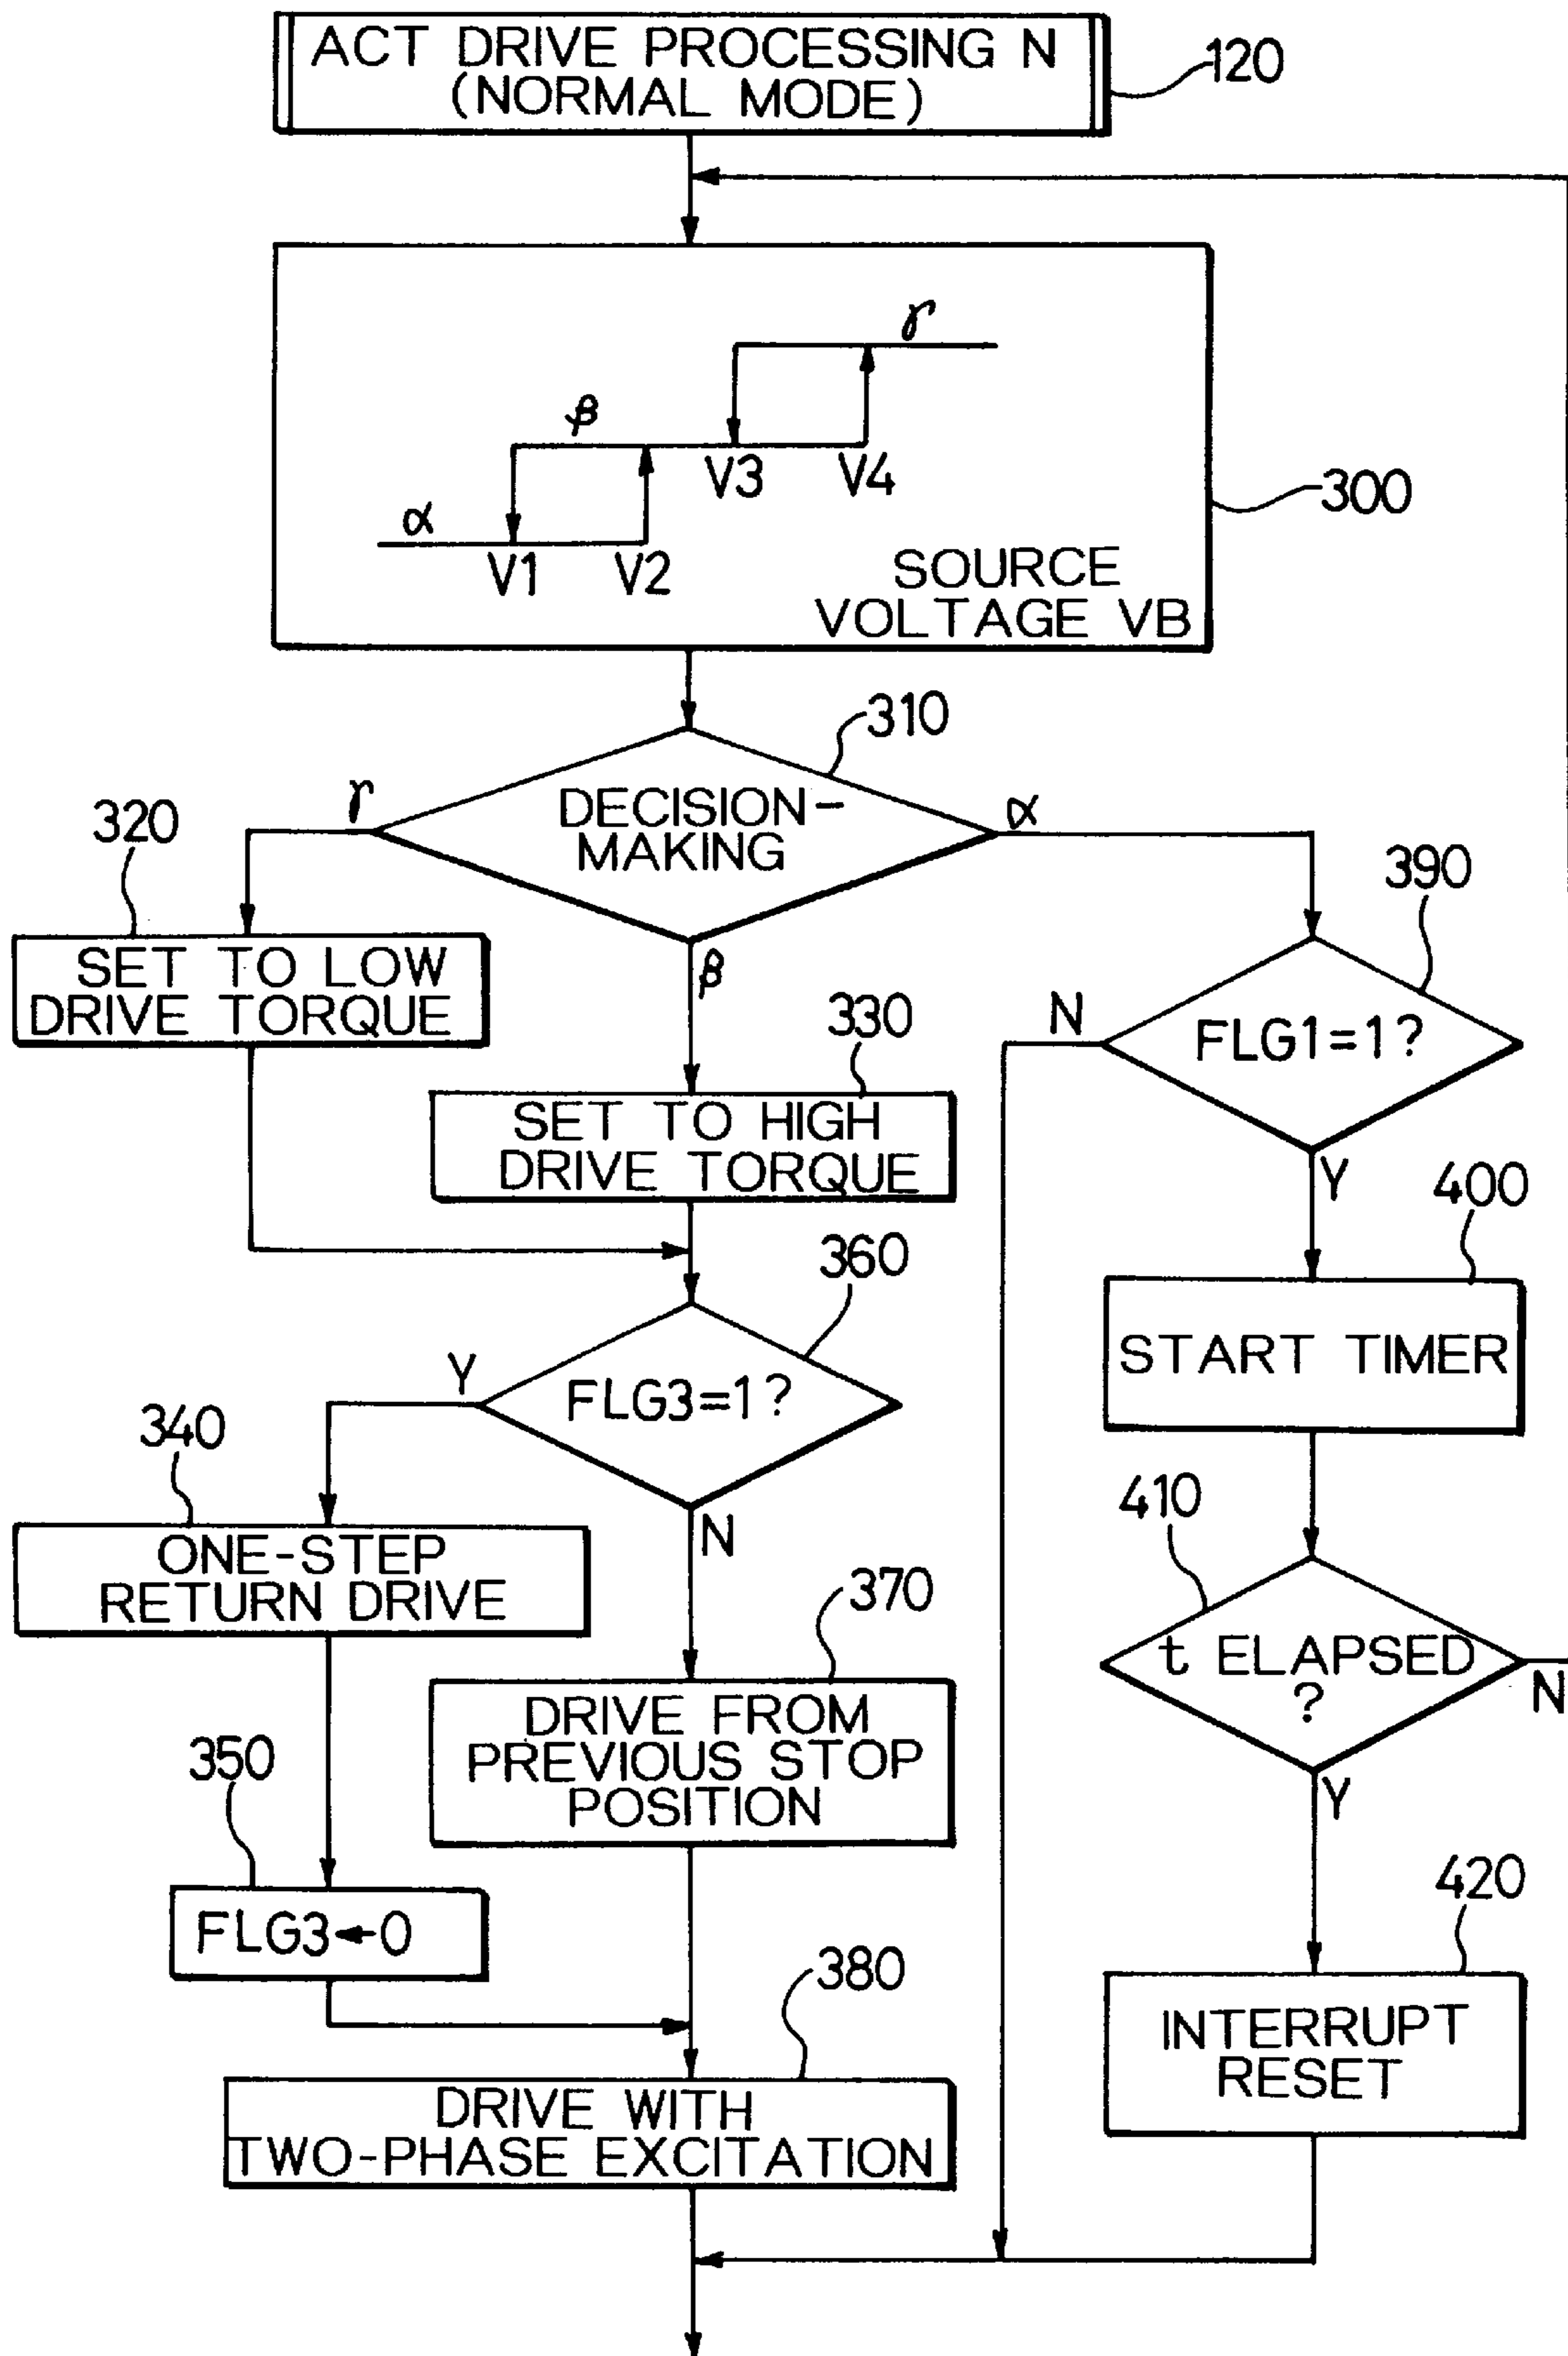 ACT DRIVE PROCESSING N
(NORMAL MODE)
120
γ
β
V3
V4
α
V1
V2
300
SOURCE
VOLTAGE VB
310
γ
DECISION-
MAKING
α
320
390
SET TO LOW
DRIVE TORQUE
β
330
N
FLG1=1?
SET TO HIGH
DRIVE TORQUE
Y
400
360
START TIMER
Y
FLG3=1?
340
410
N
ONE-STEP
RETURN DRIVE
370
t ELAPSED
?
N
DRIVE FROM
PREVIOUS STOP
POSITION
350
Y
420
FLG3←0
380
INTERRUPT
RESET
DRIVE WITH
TWO-PHASE EXCITATION